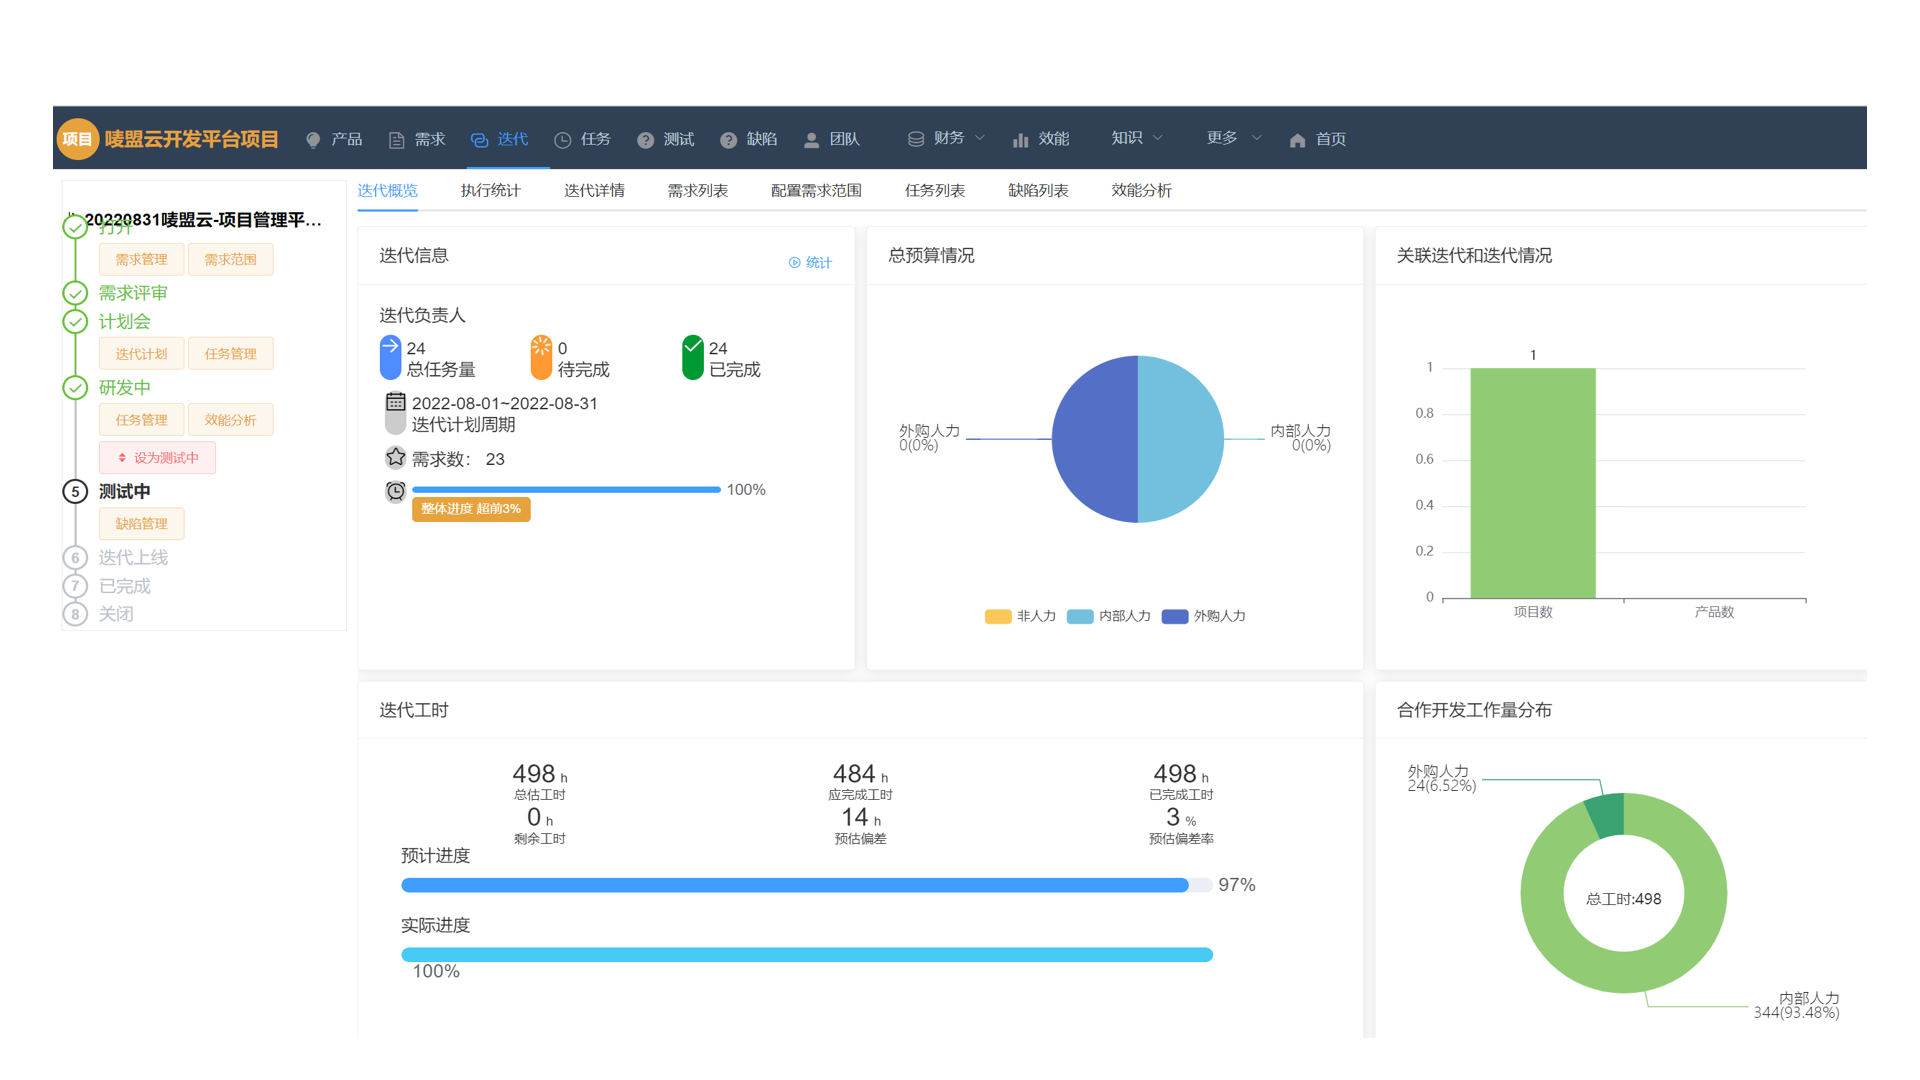 项目 唛盟云开发平台项目 产品 需求 迭代 任务 测试 缺陷 团队 财务 效能 知识 更多 首页
20220831唛盟云-项目管理平...
打开
需求管理 需求范围
需求评审
计划会
迭代计划 任务管理
研发中
任务管理 效能分析
设为测试中
5 测试中
缺陷管理
6 迭代上线
7 已完成
8 关闭
迭代概览 执行统计 迭代详情 需求列表 配置需求范围 任务列表 缺陷列表 效能分析
迭代信息 统计
迭代负责人
24 总任务量
0 待完成
24 已完成
2022-08-01~2022-08-31
迭代计划周期
需求数： 23
100%
整体进度 超前3%
总预算情况
外购人力
0(0%)
内部人力
0(0%)
非人力 内部人力 外购人力
关联迭代和迭代情况
1
1
0.8
0.6
0.4
0.2
0
项目数 产品数
迭代工时
498 h
总估工时
484 h
应完成工时
498 h
已完成工时
0 h
剩余工时
14 h
预估偏差
3 %
预估偏差率
预计进度
97%
实际进度
100%
合作开发工作量分布
外购人力
24(6.52%)
总工时:498
内部人力
344(93.48%)